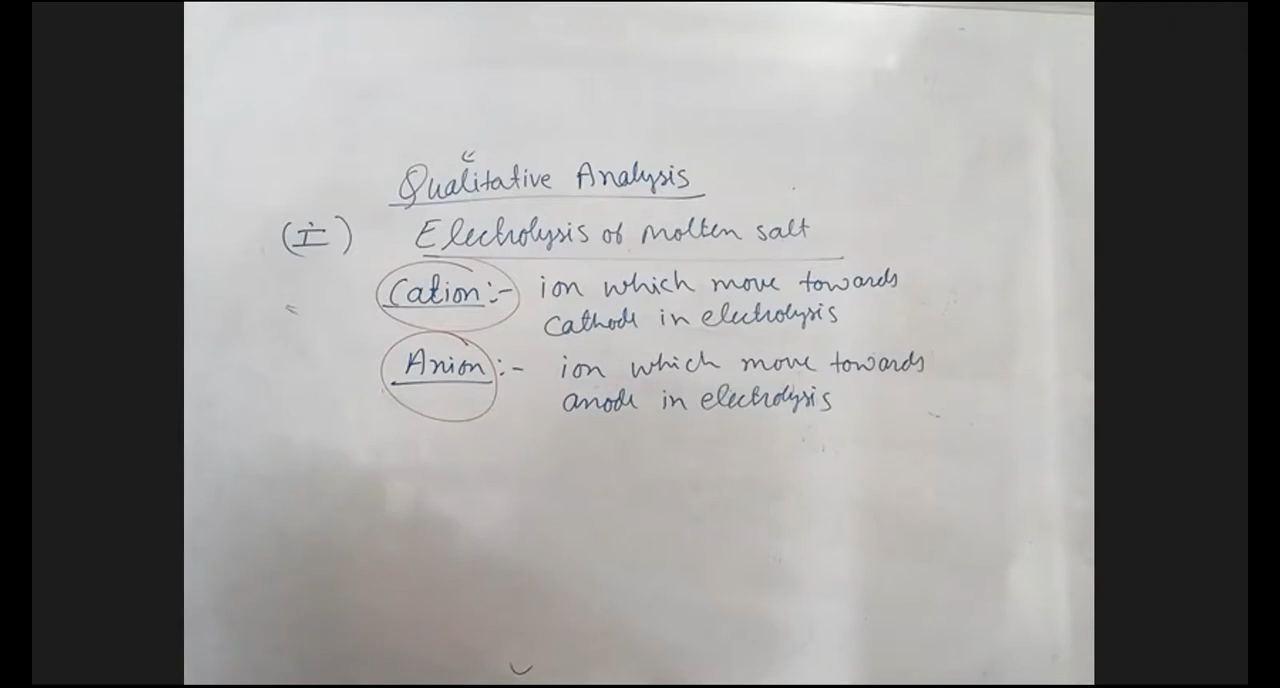 Qualitative Analysis
(I) Electrolysis of molten salt
Cation:- ion which move towards
cathode in electrolysis
Anion:- ion which move towards
anode in electrolysis